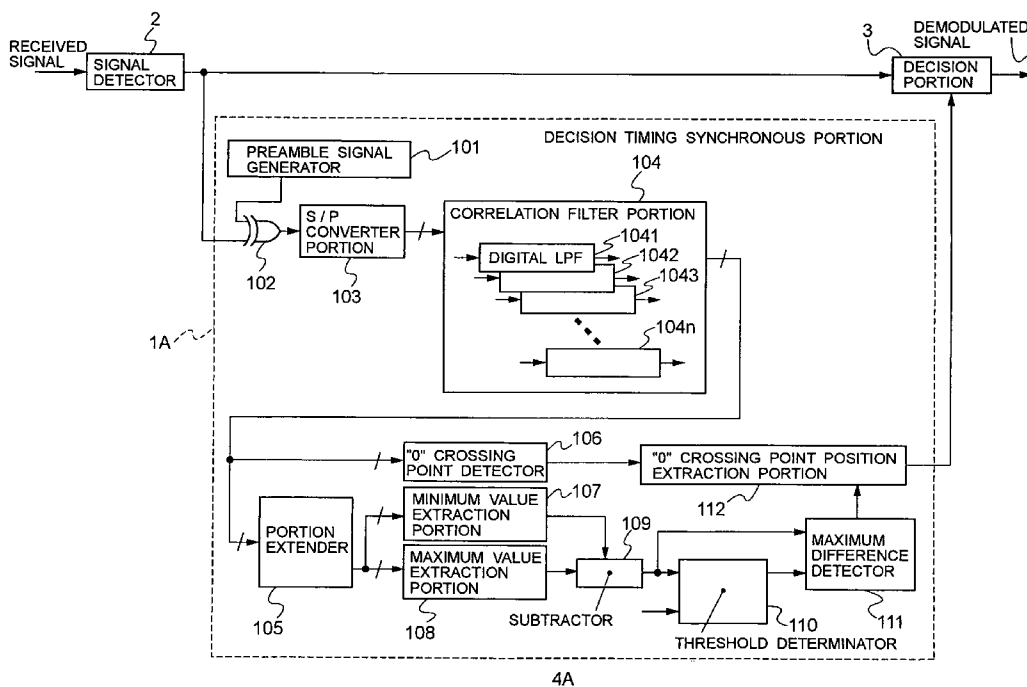 RECEIVED
SIGNAL
2
SIGNAL
DETECTOR
3
DEMODULATED
SIGNAL
DECISION
PORTION
DECISION TIMING SYNCHRONOUS PORTION
PREAMBLE SIGNAL
GENERATOR
101
102
S / P
CONVERTER
PORTION
103
104
CORRELATION FILTER PORTION
DIGITAL LPF
1041
1042
1043
104n
1A
"0" CROSSING
POINT DETECTOR
106
"0" CROSSING POINT POSITION
EXTRACTION PORTION
112
PORTION
EXTENDER
105
MINIMUM VALUE
EXTRACTION
PORTION
107
MAXIMUM VALUE
EXTRACTION
PORTION
108
109
SUBTRACTOR
110
THRESHOLD DETERMINATOR
MAXIMUM
DIFFERENCE
DETECTOR
111
4A